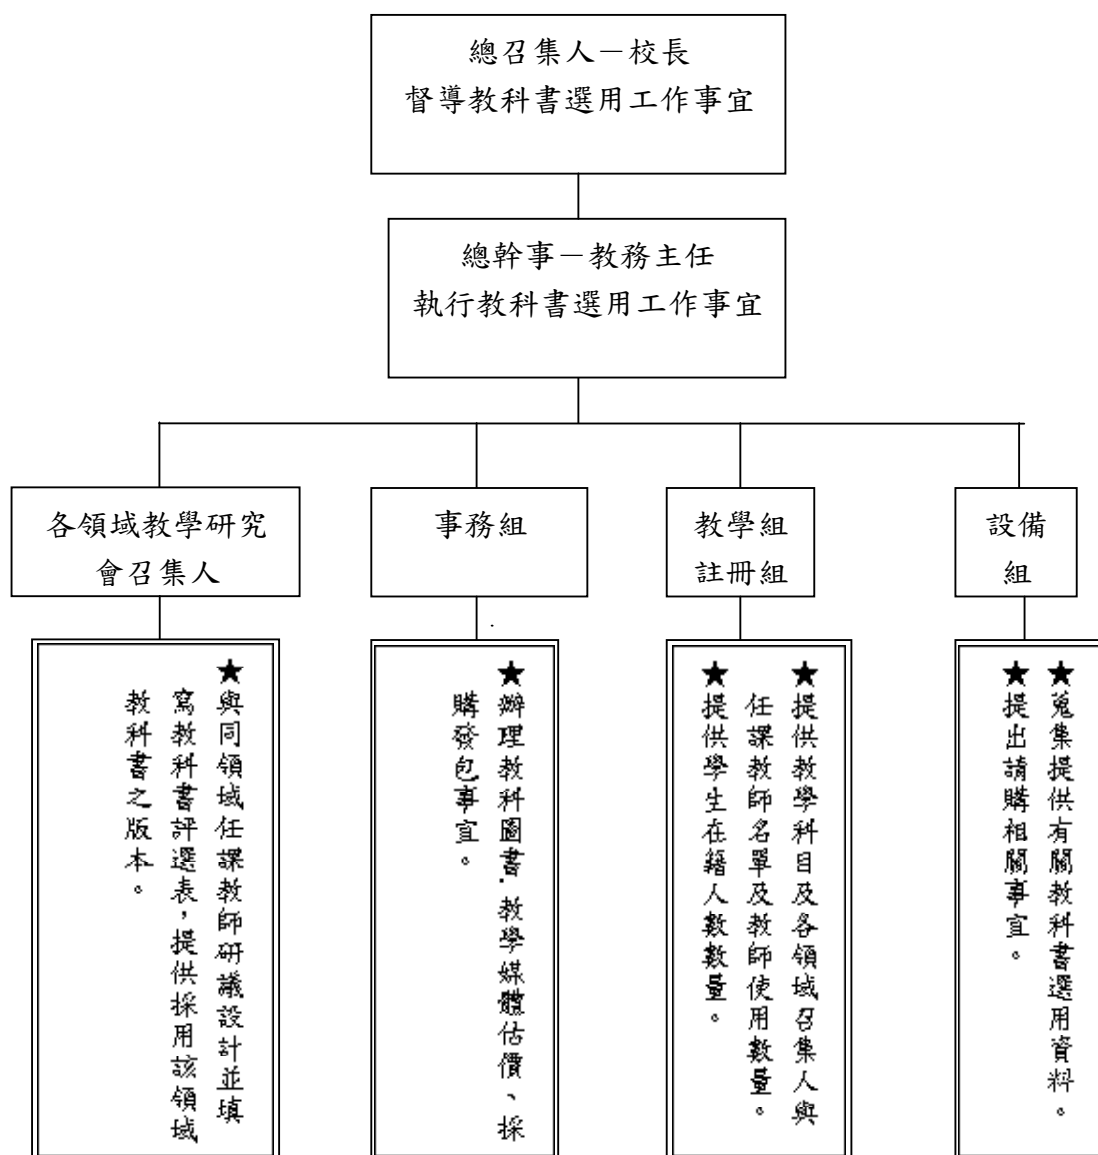 總召集人－校長
督導教科書選用工作事宜
總幹事－教務主任
執行教科書選用工作事宜
各領域教學研究
會召集人
事務組
教學組
註冊組
設備
組
★與同領域任課教師研議設計並填
寫教科書評選表，提供採用該領域
教科書之版本。
★辦理教科圖書．教學媒體估價、採
購發包事宜。
★提供教學科目及各領域召集人與
任課教師名單及教師使用數量。
★提供學生在籍人數數量。
★蒐集提供有關教科書選用資料。
★提出請購相關事宜。